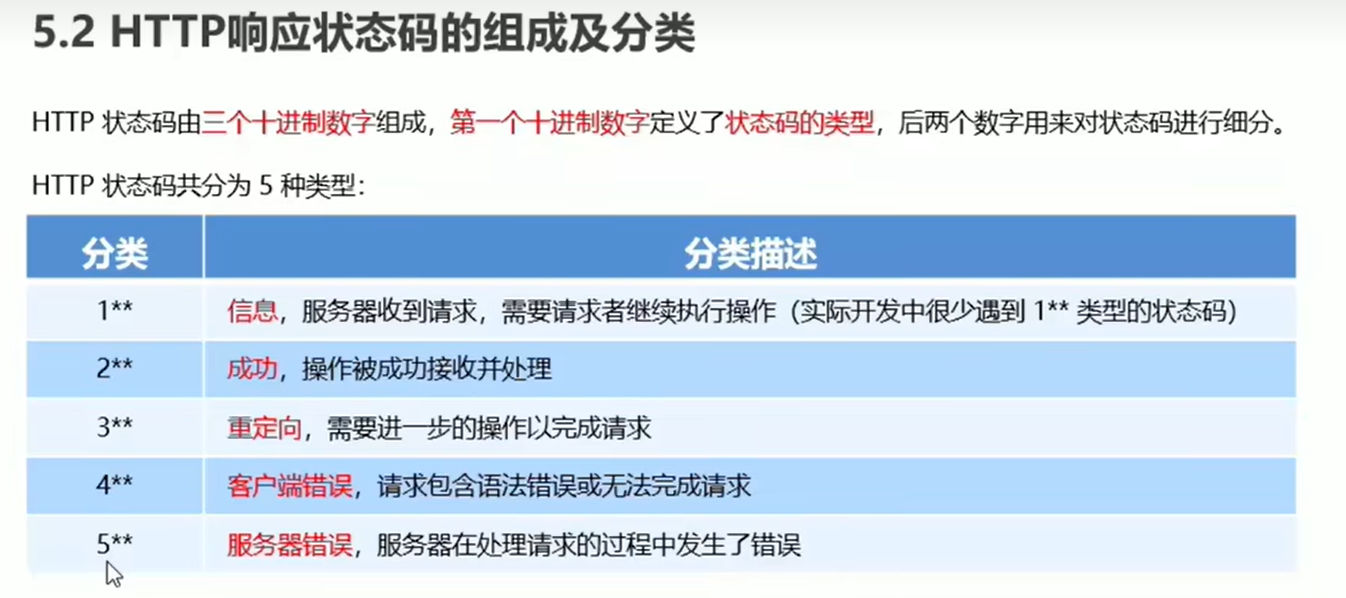 5.2 HTTP响应状态码的组成及分类
HTTP 状态码由三个十进制数字组成，第一个十进制数字定义了状态码的类型，后两个数字用来对状态码进行细分。
HTTP 状态码共分为 5 种类型：
分类 分类描述
1** 信息，服务器收到请求，需要请求者继续执行操作（实际开发中很少遇到 1** 类型的状态码）
2** 成功，操作被成功接收并处理
3** 重定向，需要进一步的操作以完成请求
4** 客户端错误，请求包含语法错误或无法完成请求
5** 服务器错误，服务器在处理请求的过程中发生了错误